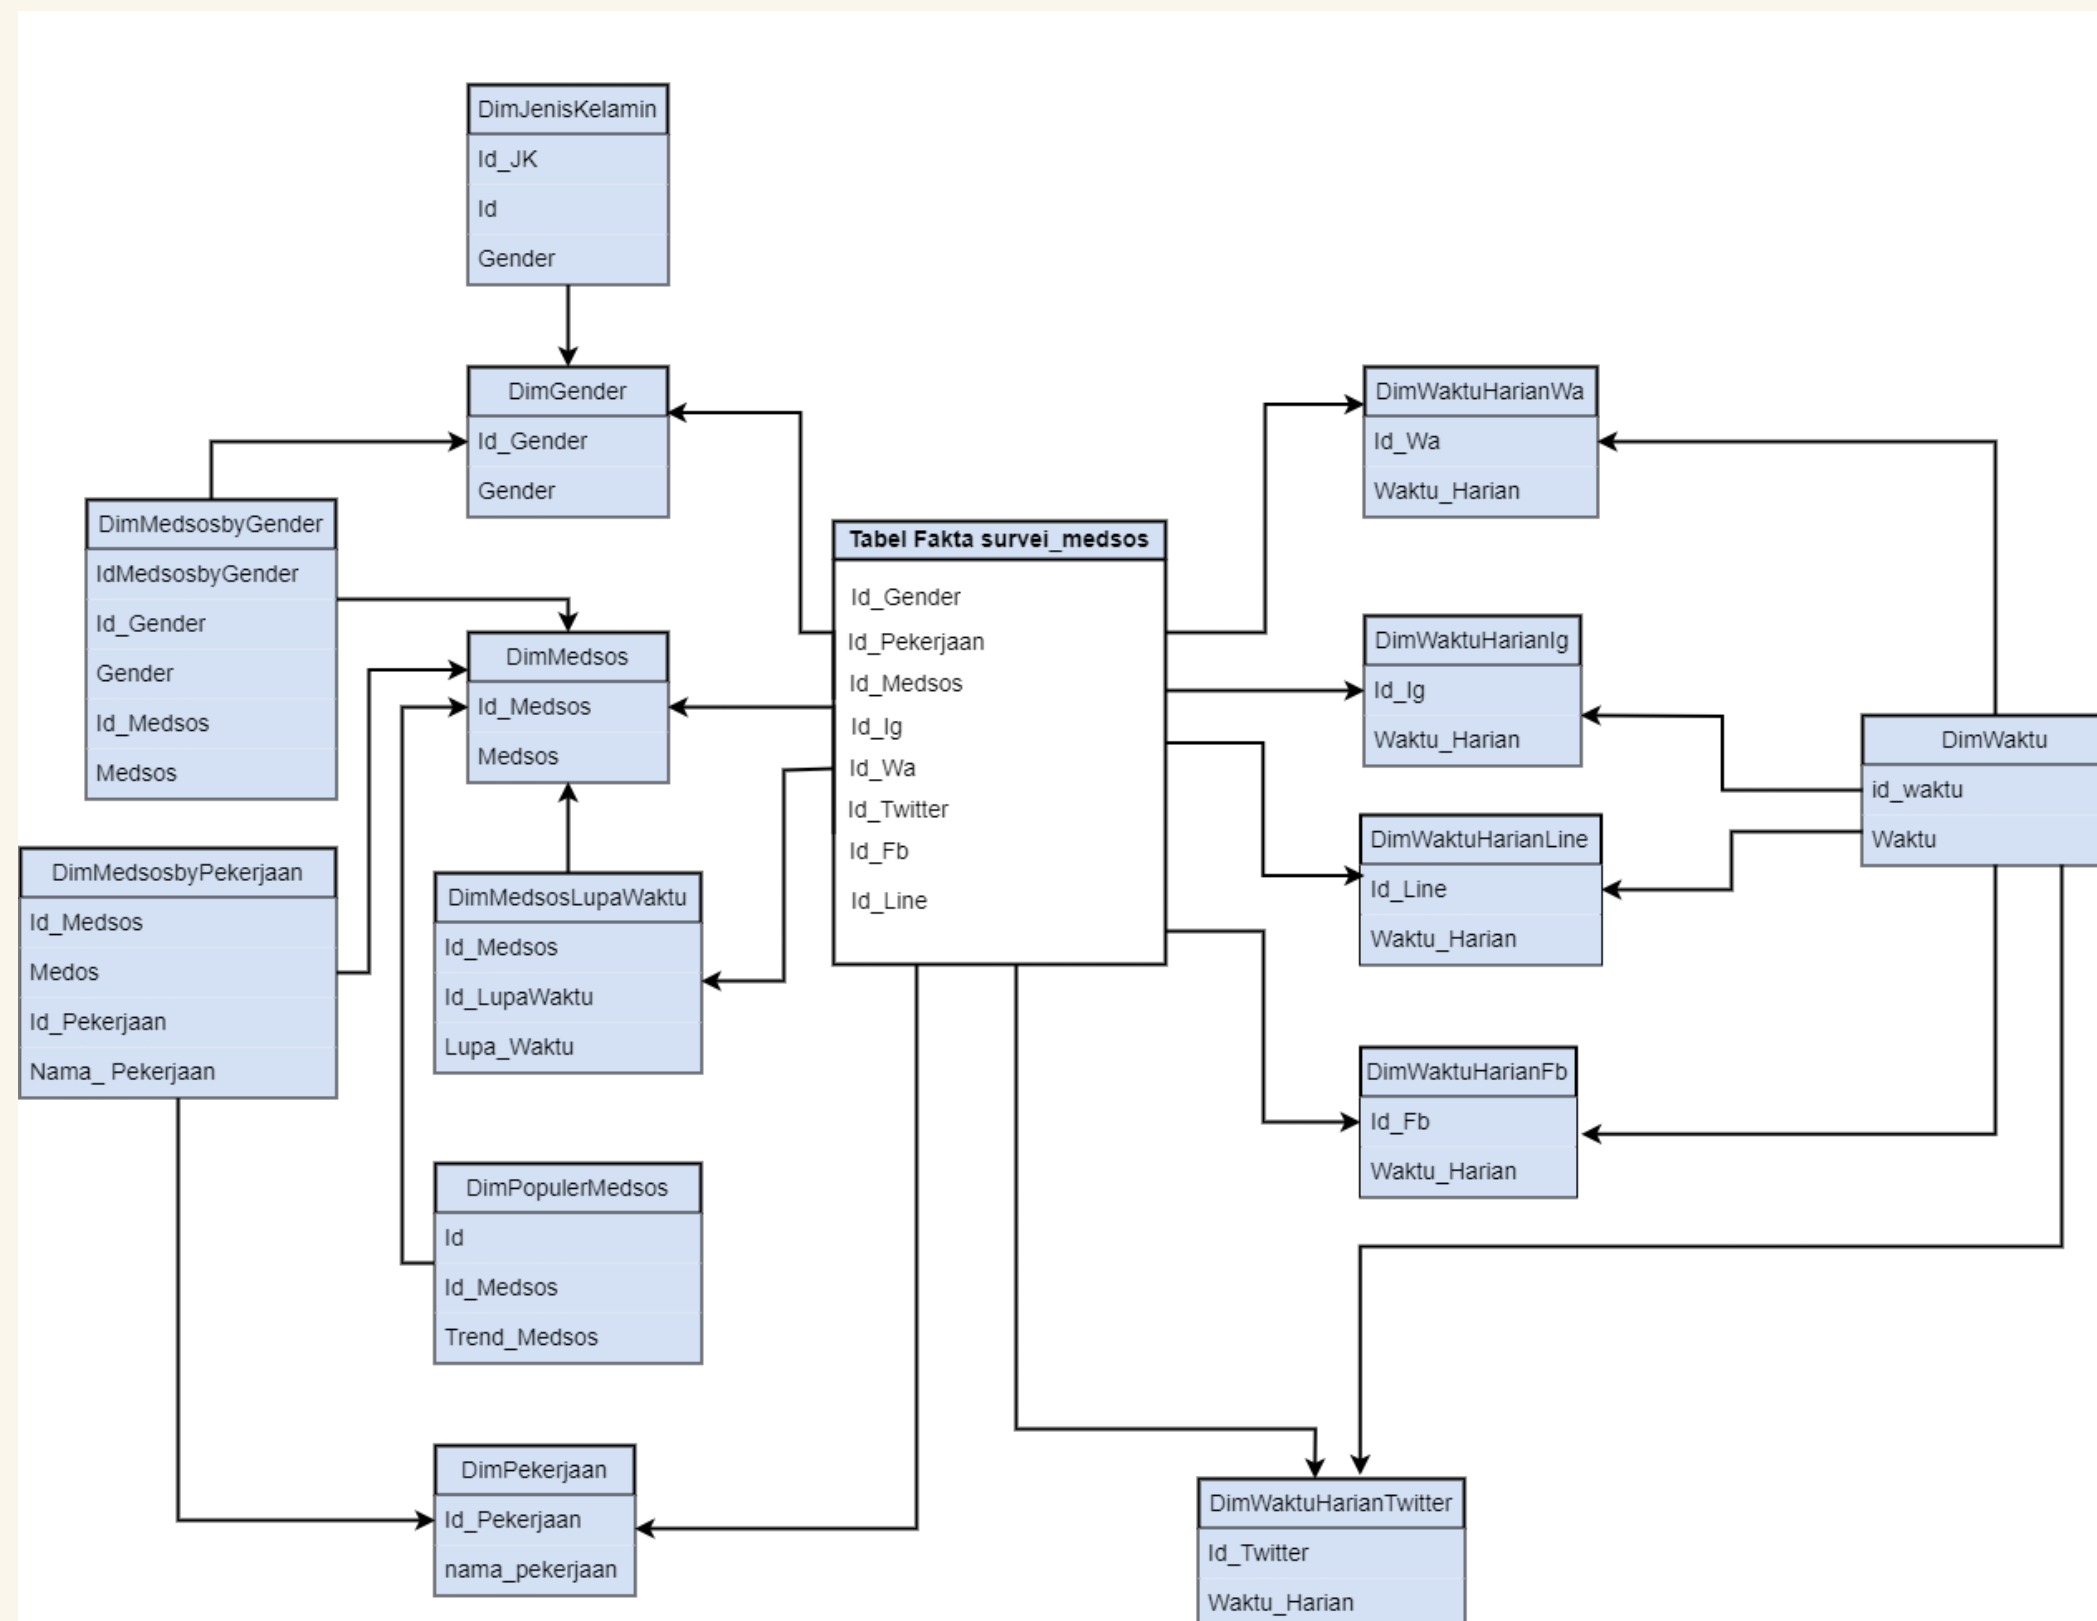 DimJenisKelamin
Id_JK
Id
Gender
DimGender
Id_Gender
Gender
DimMedsosbyGender
IdMedsosbyGender
Id_Gender
Gender
Id_Medsos
Medsos
DimMedsos
Id_Medsos
Medsos
DimMedsosbyPekerjaan
Id_Medsos
Medos
Id_Pekerjaan
Nama_ Pekerjaan
DimMedsosLupaWaktu
Id_Medsos
Id_LupaWaktu
Lupa_Waktu
DimPopulerMedsos
Id
Id_Medsos
Trend_Medsos
DimPekerjaan
Id_Pekerjaan
nama_pekerjaan
Tabel Fakta survei_medsos
Id_Gender
Id_Pekerjaan
Id_Medsos
Id_Ig
Id_Wa
Id_Twitter
Id_Fb
Id_Line
DimWaktuHarianWa
Id_Wa
Waktu_Harian
DimWaktuHarianIg
Id_Ig
Waktu_Harian
DimWaktuHarianLine
Id_Line
Waktu_Harian
DimWaktuHarianFb
Id_Fb
Waktu_Harian
DimWaktu
id_waktu
Waktu
DimWaktuHarianTwitter
Id_Twitter
Waktu_Harian